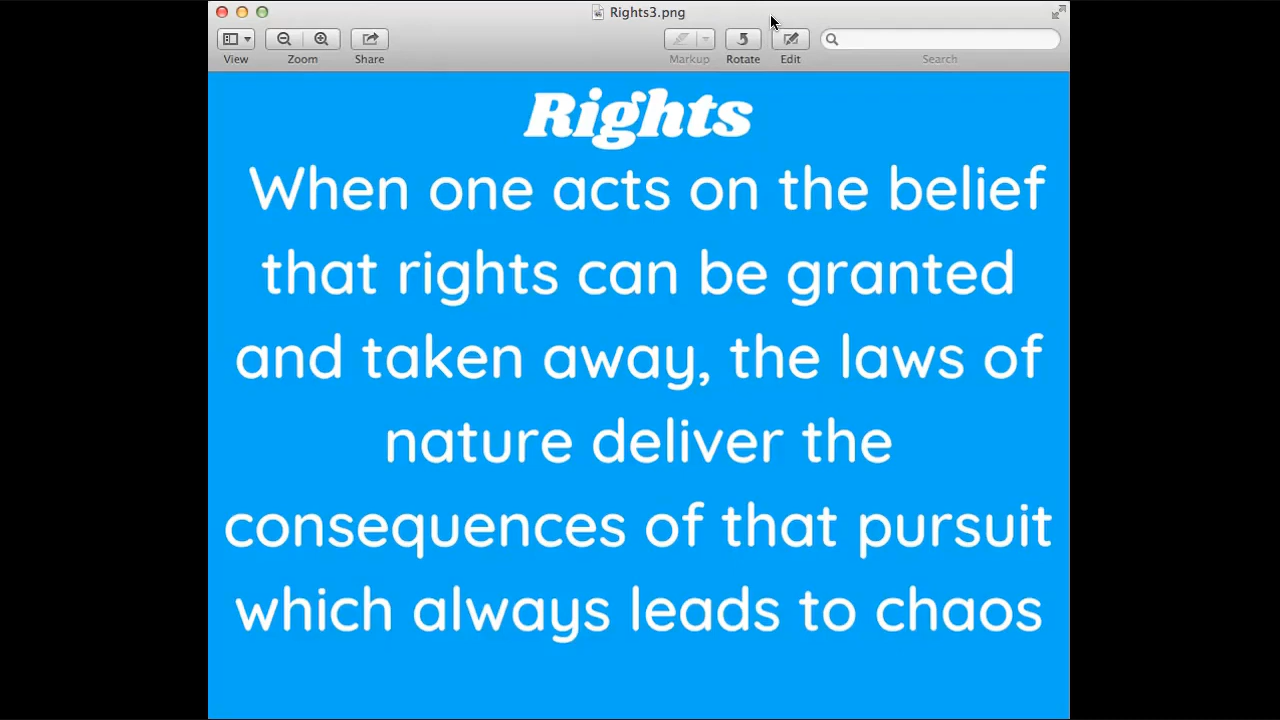 Rights3.png
View
Zoom
Share
Markup
Rotate
Edit
Search
Rights
When one acts on the belief
that rights can be granted
and taken away, the laws of
nature deliver the
consequences of that pursuit
which always leads to chaos